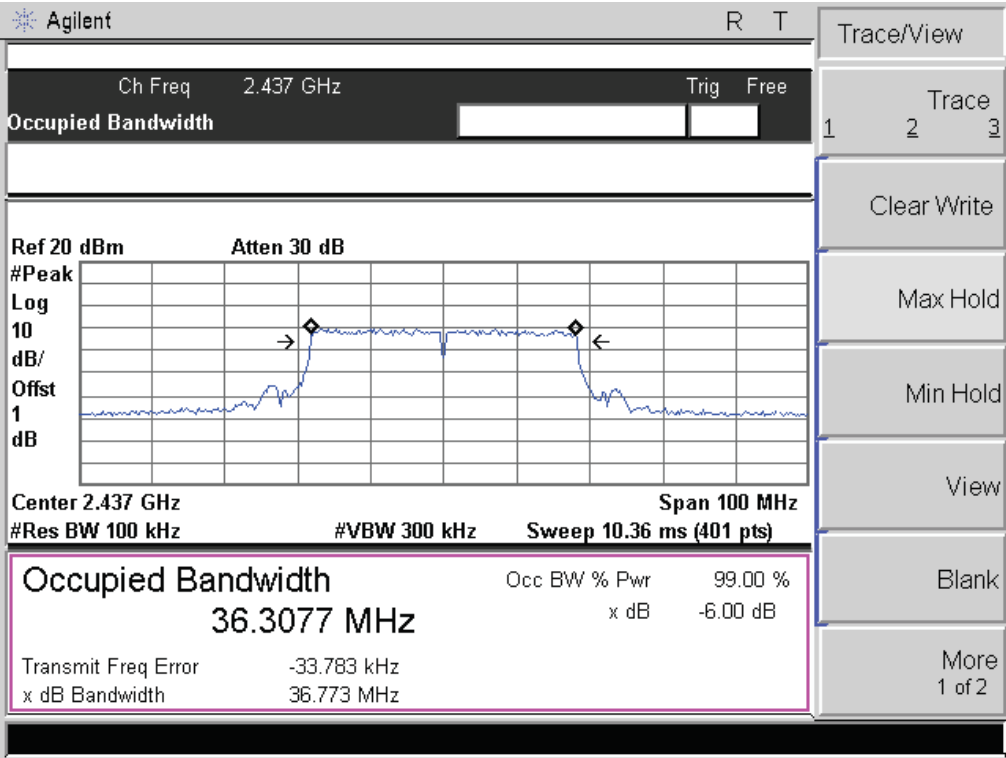 Agilent
R T
Ch Freq 2.437 GHz Trig Free
Occupied Bandwidth
Ref 20 dBm Atten 30 dB
#Peak
Log
10
dB/
Offst
1
dB
Center 2.437 GHz Span 100 MHz
#Res BW 100 kHz #VBW 300 kHz Sweep 10.36 ms (401 pts)
Occupied Bandwidth
36.3077 MHz
Occ BW % Pwr 99.00 %
x dB -6.00 dB
Transmit Freq Error -33.783 kHz
x dB Bandwidth 36.773 MHz
Trace/View
Trace
1 2 3
Clear Write
Max Hold
Min Hold
View
Blank
More
1 of 2